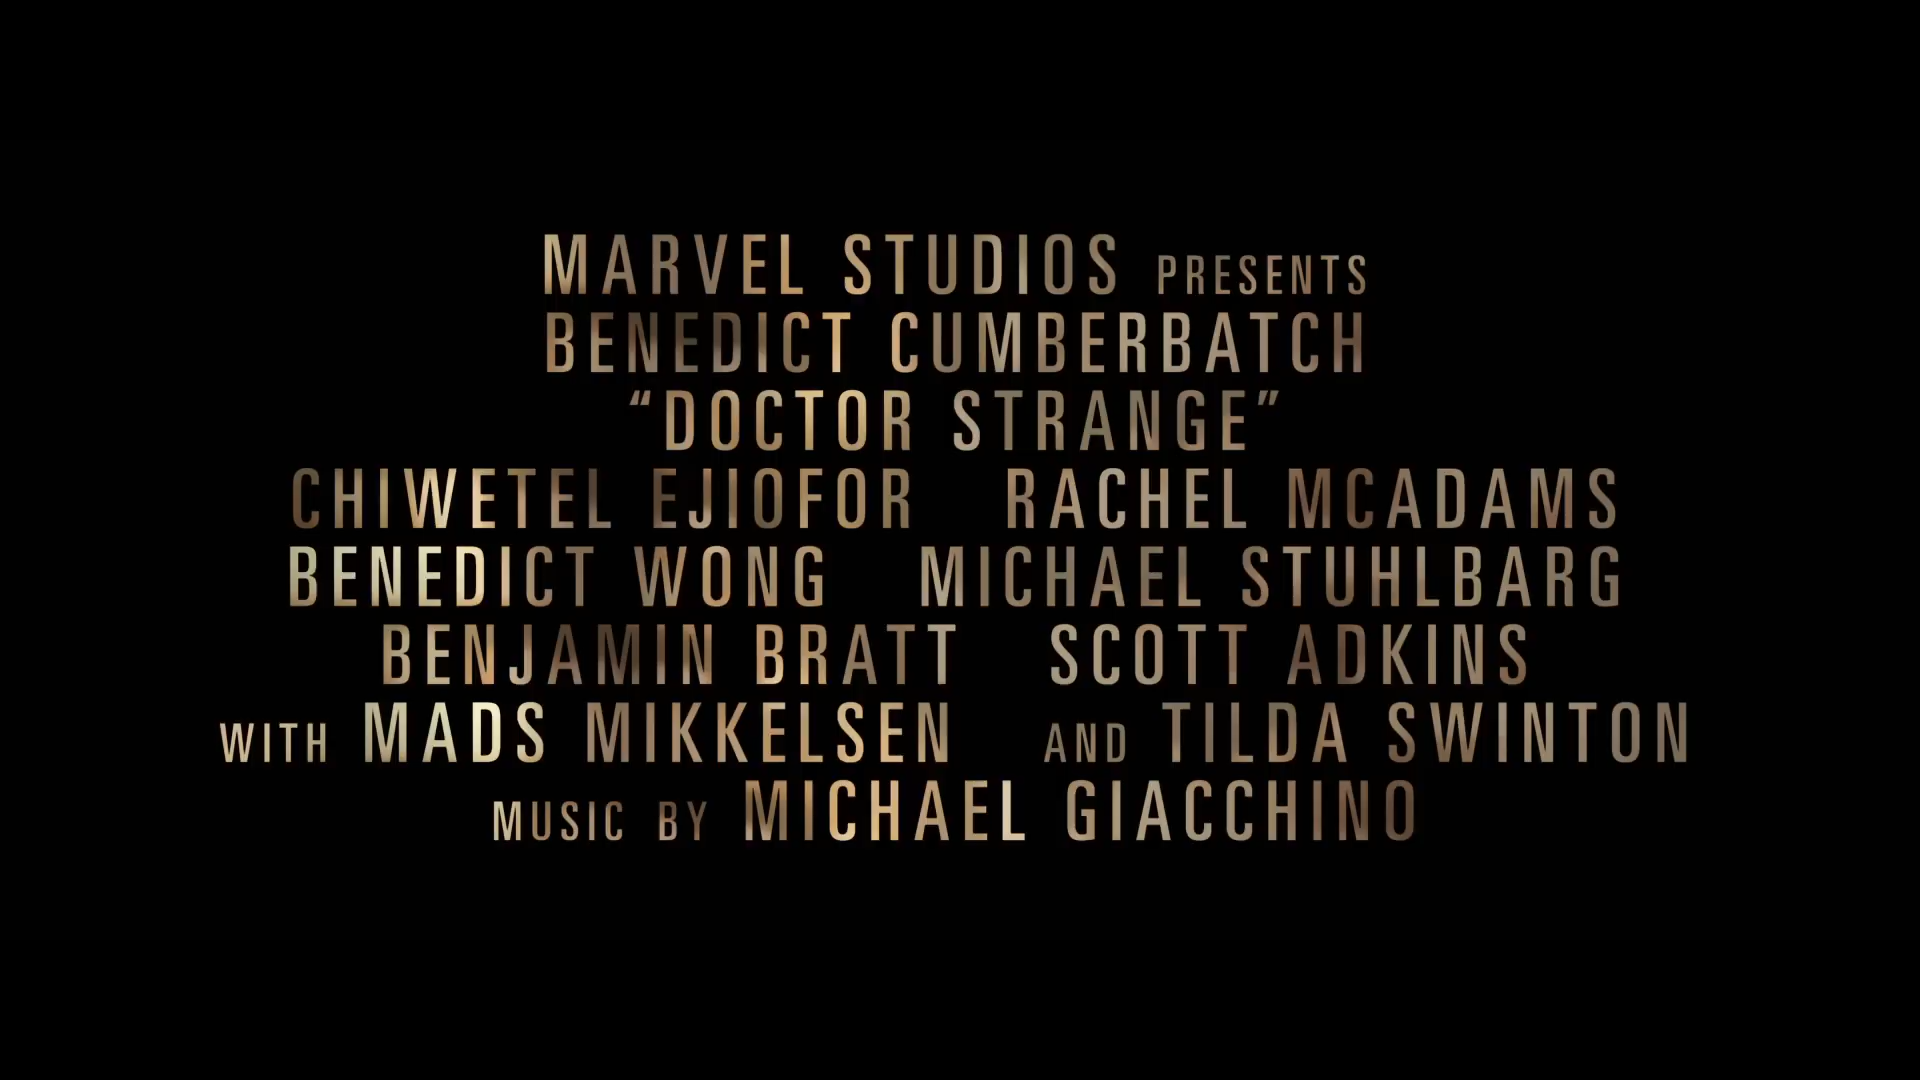 MARVEL STUDIOS PRESENTS
BENEDICT CUMBERBATCH
“DOCTOR STRANGE”
CHIWETEL EJIOFOR RACHEL MCADAMS
BENEDICT WONG MICHAEL STUHLBARG
BENJAMIN BRATT SCOTT ADKINS
WITH MADS MIKKELSEN AND TILDA SWINTON
MUSIC BY MICHAEL GIACCHINO